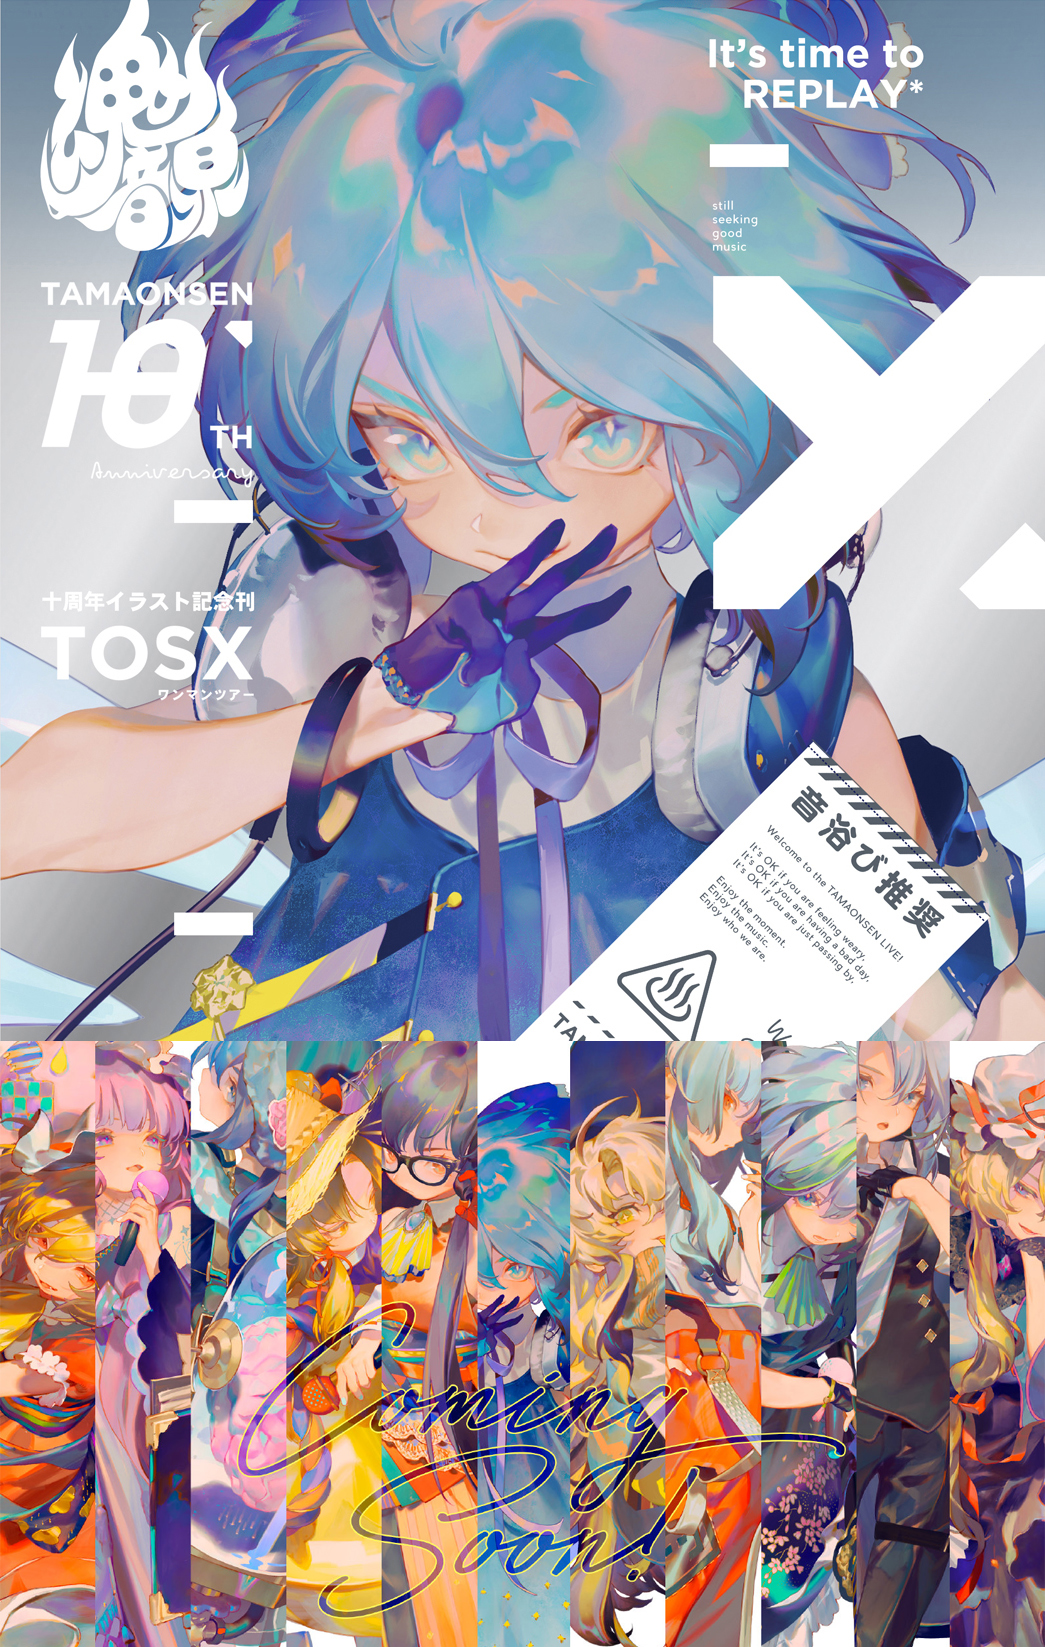 魂音泉
TAMAONSEN
10
TH
Anniversary
十周年イラスト記念刊
TOSX
ワンマンツアー
It's time to
REPLAY*
still
seeking
good
music
X
音浴び推奨
Welcome to the TAMAONSEN LIVE!
It's OK if you are feeling weary.
It's OK if you are having a bad day.
It's OK if you are just passing by.
Enjoy the moment.
Enjoy the music.
Enjoy who we are.
Coming
Soon!